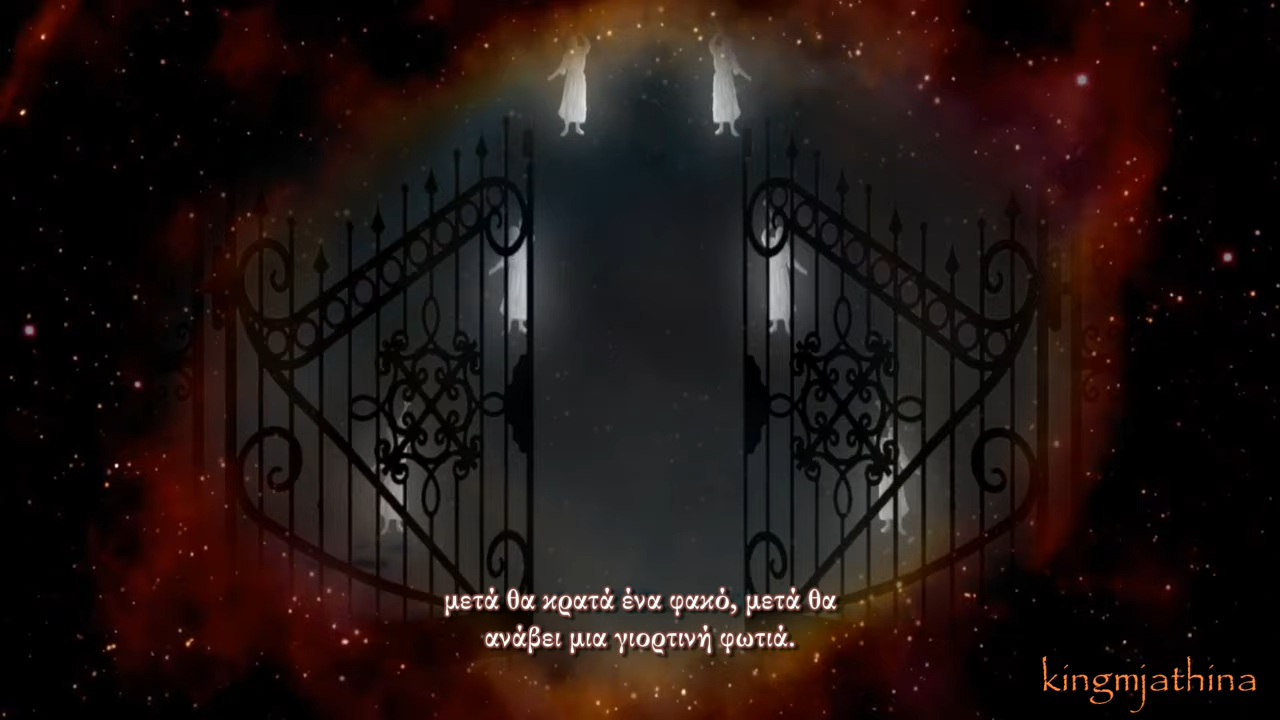 μετά θα κρατά ένα φακό, μετά θα
ανάβει μια γιορτινή φωτιά.
kingmjathina